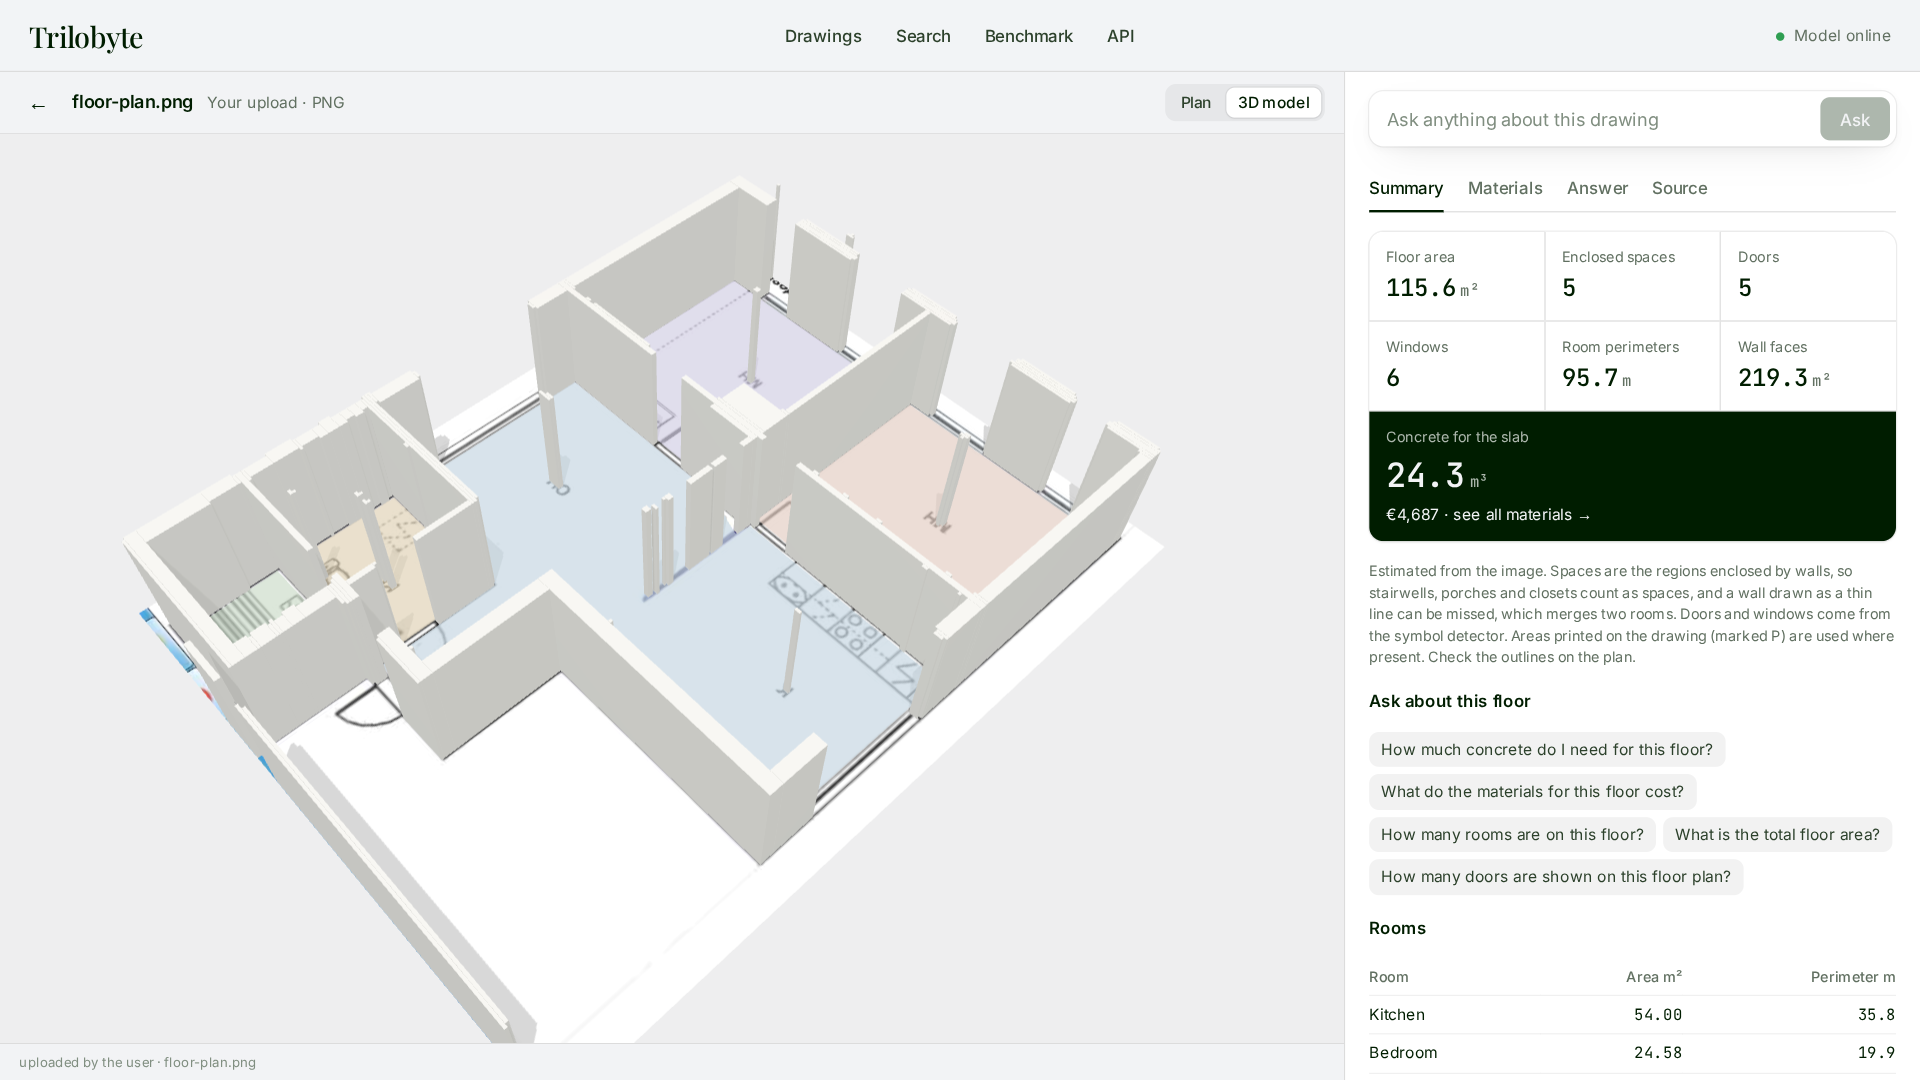 Trilobyte
Drawings Search Benchmark API
Model online
← floor-plan.png Your upload · PNG
Plan 3D model
Ask anything about this drawing
Ask
Summary Materials Answer Source
Floor area Enclosed spaces Doors
115.6 m² 5 5
Windows Room perimeters Wall faces
6 95.7 m 219.3 m²
Concrete for the slab
24.3 m³
€4,687 · see all materials →
Estimated from the image. Spaces are the regions enclosed by walls, so
stairwells, porches and closets count as spaces, and a wall drawn as a thin
line can be missed, which merges two rooms. Doors and windows come from
the symbol detector. Areas printed on the drawing (marked P) are used where
present. Check the outlines on the plan.
Ask about this floor
How much concrete do I need for this floor?
What do the materials for this floor cost?
How many rooms are on this floor? What is the total floor area?
How many doors are shown on this floor plan?
Rooms
Room Area m² Perimeter m
Kitchen 54.00 35.8
Bedroom 24.58 19.9
uploaded by the user · floor-plan.png